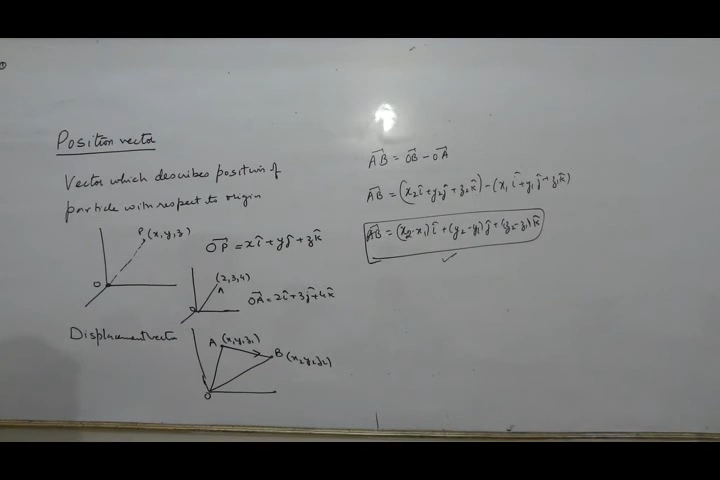 Position vector
Vector which describes position of
particle with respect to origin
P (x, y, z)
O
OP⃗ = xî + yĵ + zk̂
(2,3,4)
A
O
OA⃗ = 2î + 3ĵ + 4k̂
Displacement vector
A (x₁ y₁ z₁)
B (x₂ y₂ z₂)
O
AB⃗ = OB⃗ - OA⃗
AB⃗ = (x₂î + y₂ĵ + z₂k̂) - (x₁î + y₁ĵ + z₁k̂)
AB⃗ = (x₂-x₁)î + (y₂-y₁)ĵ + (z₂-z₁)k̂